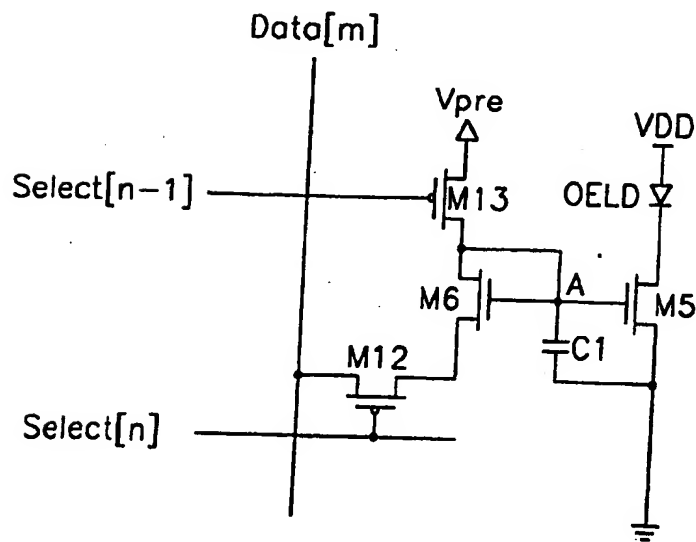 Data[m]
Vpre
VDD
Select[n-1]
M13
OELD
M6
A
M5
C1
M12
Select[n]